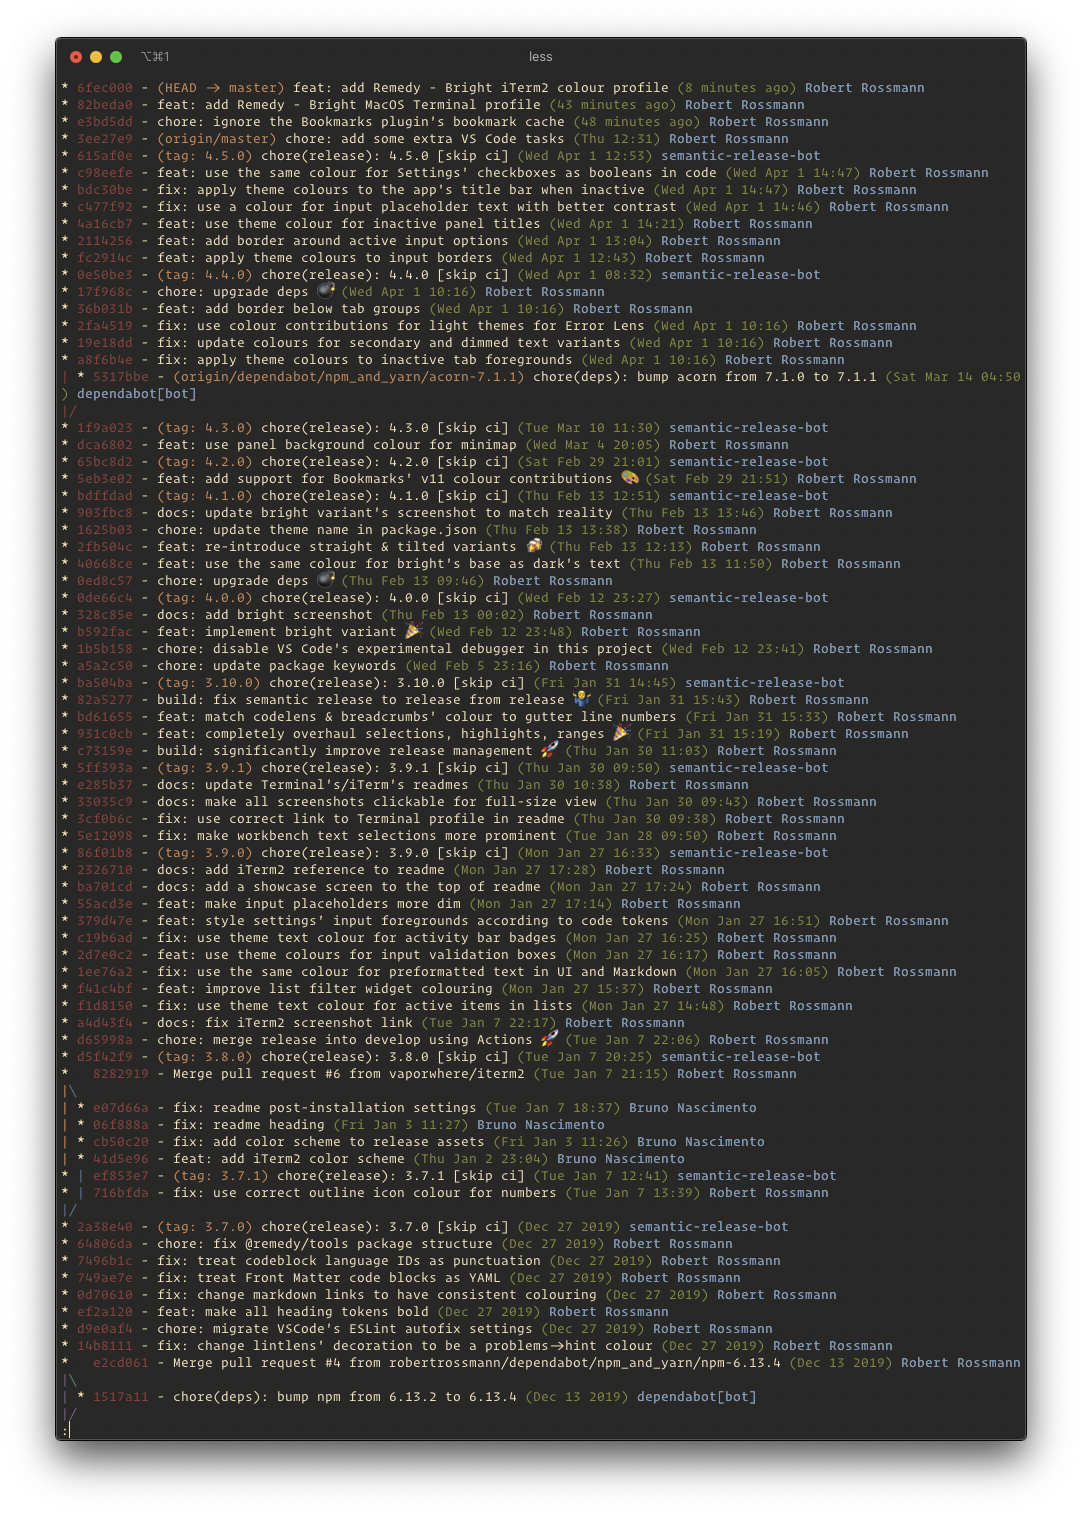 ⌥⌘1 less
* 6fec000 - (HEAD → master) feat: add Remedy - Bright iTerm2 colour profile (8 minutes ago) Robert Rossmann
* 82beda0 - feat: add Remedy - Bright MacOS Terminal profile (43 minutes ago) Robert Rossmann
* e3bd5dd - chore: ignore the Bookmarks plugin's bookmark cache (48 minutes ago) Robert Rossmann
* 3ee27e9 - (origin/master) chore: add some extra VS Code tasks (Thu 12:31) Robert Rossmann
* 615af0e - (tag: 4.5.0) chore(release): 4.5.0 [skip ci] (Wed Apr 1 12:53) semantic-release-bot
* c98eefe - feat: use the same colour for Settings' checkboxes as booleans in code (Wed Apr 1 14:47) Robert Rossmann
* bdc30be - fix: apply theme colours to the app's title bar when inactive (Wed Apr 1 14:47) Robert Rossmann
* c477f92 - fix: use a colour for input placeholder text with better contrast (Wed Apr 1 14:46) Robert Rossmann
* 4a16cb7 - feat: use theme colour for inactive panel titles (Wed Apr 1 14:21) Robert Rossmann
* 2114256 - feat: add border around active input options (Wed Apr 1 13:04) Robert Rossmann
* fc2914c - feat: apply theme colours to input borders (Wed Apr 1 12:43) Robert Rossmann
* 0e50be3 - (tag: 4.4.0) chore(release): 4.4.0 [skip ci] (Wed Apr 1 08:32) semantic-release-bot
* 17f968c - chore: upgrade deps 💣 (Wed Apr 1 10:16) Robert Rossmann
* 36b031b - feat: add border below tab groups (Wed Apr 1 10:16) Robert Rossmann
* 2fa4519 - fix: use colour contributions for light themes for Error Lens (Wed Apr 1 10:16) Robert Rossmann
* 19e18dd - fix: update colours for secondary and dimmed text variants (Wed Apr 1 10:16) Robert Rossmann
* a8f6b4e - fix: apply theme colours to inactive tab foregrounds (Wed Apr 1 10:16) Robert Rossmann
| * 5317bbe - (origin/dependabot/npm_and_yarn/acorn-7.1.1) chore(deps): bump acorn from 7.1.0 to 7.1.1 (Sat Mar 14 04:50
) dependabot[bot]
|/
* 1f9a023 - (tag: 4.3.0) chore(release): 4.3.0 [skip ci] (Tue Mar 10 11:30) semantic-release-bot
* dca6802 - feat: use panel background colour for minimap (Wed Mar 4 20:05) Robert Rossmann
* 65bc8d2 - (tag: 4.2.0) chore(release): 4.2.0 [skip ci] (Sat Feb 29 21:01) semantic-release-bot
* 5eb3e02 - feat: add support for Bookmarks' v11 colour contributions 🎨 (Sat Feb 29 21:51) Robert Rossmann
* bdffdad - (tag: 4.1.0) chore(release): 4.1.0 [skip ci] (Thu Feb 13 12:51) semantic-release-bot
* 903fbc8 - docs: update bright variant's screenshot to match reality (Thu Feb 13 13:46) Robert Rossmann
* 1625b03 - chore: update theme name in package.json (Thu Feb 13 13:38) Robert Rossmann
* 2fb504c - feat: re-introduce straight & tilted variants 🍻 (Thu Feb 13 12:13) Robert Rossmann
* 40668ce - feat: use the same colour for bright's base as dark's text (Thu Feb 13 11:50) Robert Rossmann
* 0ed8c57 - chore: upgrade deps 💣 (Thu Feb 13 09:46) Robert Rossmann
* 0de66c4 - (tag: 4.0.0) chore(release): 4.0.0 [skip ci] (Wed Feb 12 23:27) semantic-release-bot
* 328c85e - docs: add bright screenshot (Thu Feb 13 00:02) Robert Rossmann
* b592fac - feat: implement bright variant 🎉 (Wed Feb 12 23:48) Robert Rossmann
* 1b5b158 - chore: disable VS Code's experimental debugger in this project (Wed Feb 12 23:41) Robert Rossmann
* a5a2c50 - chore: update package keywords (Wed Feb 5 23:16) Robert Rossmann
* ba504ba - (tag: 3.10.0) chore(release): 3.10.0 [skip ci] (Fri Jan 31 14:45) semantic-release-bot
* 82a5277 - build: fix semantic release to release from release 🤷‍♂️ (Fri Jan 31 15:43) Robert Rossmann
* bd61655 - feat: match codelens & breadcrumbs' colour to gutter line numbers (Fri Jan 31 15:33) Robert Rossmann
* 931c0cb - feat: completely overhaul selections, highlights, ranges 🎉 (Fri Jan 31 15:19) Robert Rossmann
* c73159e - build: significantly improve release management 🚀 (Thu Jan 30 11:03) Robert Rossmann
* 5ff393a - (tag: 3.9.1) chore(release): 3.9.1 [skip ci] (Thu Jan 30 09:50) semantic-release-bot
* e285b37 - docs: update Terminal's/iTerm's readmes (Thu Jan 30 10:38) Robert Rossmann
* 33035c9 - docs: make all screenshots clickable for full-size view (Thu Jan 30 09:43) Robert Rossmann
* 3cf0b6c - fix: use correct link to Terminal profile in readme (Thu Jan 30 09:38) Robert Rossmann
* 5e12098 - fix: make workbench text selections more prominent (Tue Jan 28 09:50) Robert Rossmann
* 86f01b8 - (tag: 3.9.0) chore(release): 3.9.0 [skip ci] (Mon Jan 27 16:33) semantic-release-bot
* 2326710 - docs: add iTerm2 reference to readme (Mon Jan 27 17:28) Robert Rossmann
* ba701cd - docs: add a showcase screen to the top of readme (Mon Jan 27 17:24) Robert Rossmann
* 55acd3e - feat: make input placeholders more dim (Mon Jan 27 17:14) Robert Rossmann
* 379d47e - feat: style settings' input foregrounds according to code tokens (Mon Jan 27 16:51) Robert Rossmann
* c19b6ad - fix: use theme text colour for activity bar badges (Mon Jan 27 16:25) Robert Rossmann
* 2d7e0c2 - feat: use theme colours for input validation boxes (Mon Jan 27 16:17) Robert Rossmann
* 1ee76a2 - fix: use the same colour for preformatted text in UI and Markdown (Mon Jan 27 16:05) Robert Rossmann
* f41c4bf - feat: improve list filter widget colouring (Mon Jan 27 15:37) Robert Rossmann
* f1d8150 - fix: use theme text colour for active items in lists (Mon Jan 27 14:48) Robert Rossmann
* a4d43f4 - docs: fix iTerm2 screenshot link (Tue Jan 7 22:17) Robert Rossmann
* d65998a - chore: merge release into develop using Actions 🚀 (Tue Jan 7 22:06) Robert Rossmann
* d5f42f9 - (tag: 3.8.0) chore(release): 3.8.0 [skip ci] (Tue Jan 7 20:25) semantic-release-bot
*   8282919 - Merge pull request #6 from vaporwhere/iterm2 (Tue Jan 7 21:15) Robert Rossmann
|\
| * e07d66a - fix: readme post-installation settings (Tue Jan 7 18:37) Bruno Nascimento
| * 06f888a - fix: readme heading (Fri Jan 3 11:27) Bruno Nascimento
| * cb50c20 - fix: add color scheme to release assets (Fri Jan 3 11:26) Bruno Nascimento
| * 41d5e96 - feat: add iTerm2 color scheme (Thu Jan 2 23:04) Bruno Nascimento
* | ef853e7 - (tag: 3.7.1) chore(release): 3.7.1 [skip ci] (Tue Jan 7 12:41) semantic-release-bot
* | 716bfda - fix: use correct outline icon colour for numbers (Tue Jan 7 13:39) Robert Rossmann
|/
* 2a38e40 - (tag: 3.7.0) chore(release): 3.7.0 [skip ci] (Dec 27 2019) semantic-release-bot
* 64806da - chore: fix @remedy/tools package structure (Dec 27 2019) Robert Rossmann
* 7496b1c - fix: treat codeblock language IDs as punctuation (Dec 27 2019) Robert Rossmann
* 749ae7e - fix: treat Front Matter code blocks as YAML (Dec 27 2019) Robert Rossmann
* 0d70610 - fix: change markdown links to have consistent colouring (Dec 27 2019) Robert Rossmann
* ef2a120 - feat: make all heading tokens bold (Dec 27 2019) Robert Rossmann
* d9e0af4 - chore: migrate VSCode's ESLint autofix settings (Dec 27 2019) Robert Rossmann
* 14b8111 - fix: change lintlens' decoration to be a problems→hint colour (Dec 27 2019) Robert Rossmann
*   e2cd061 - Merge pull request #4 from robertrossmann/dependabot/npm_and_yarn/npm-6.13.4 (Dec 13 2019) Robert Rossmann
|\
| * 1517a11 - chore(deps): bump npm from 6.13.2 to 6.13.4 (Dec 13 2019) dependabot[bot]
|/
: